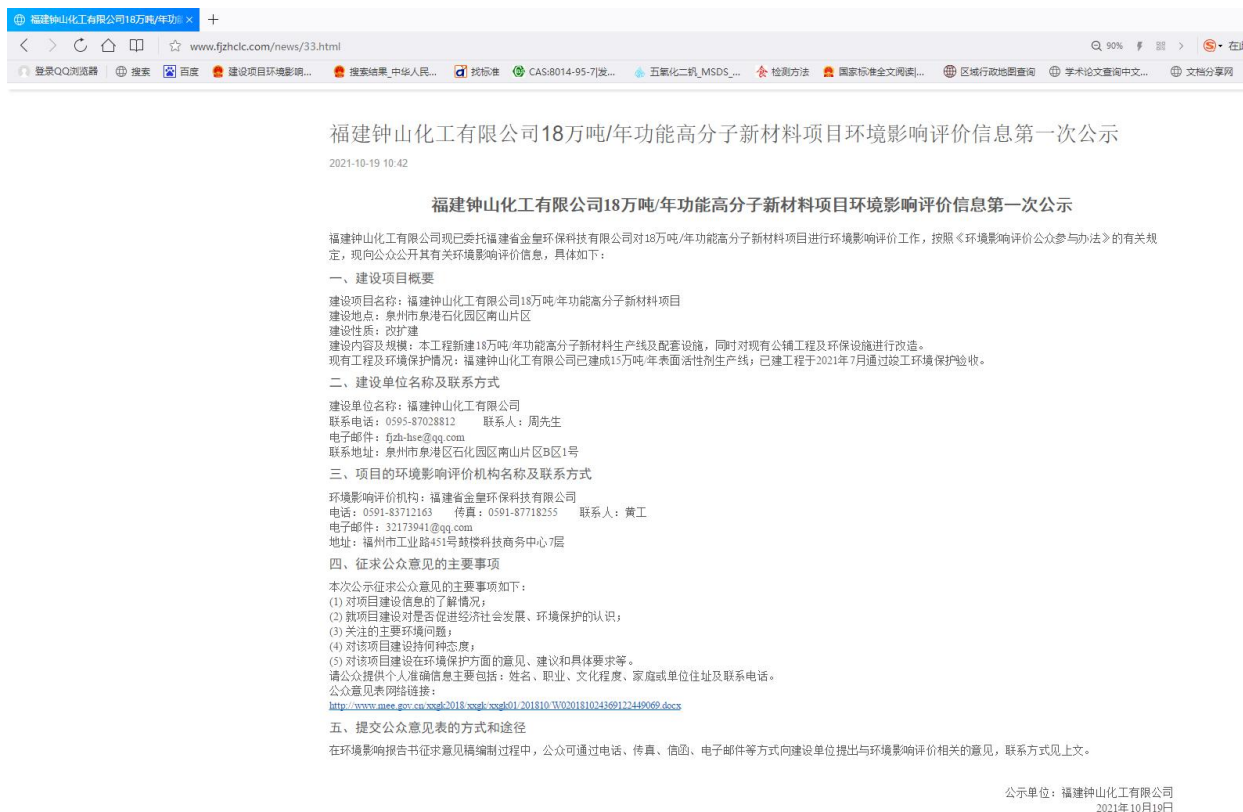 福建钟山化工有限公司18万吨/年功能
www.fjzhclc.com/news/33.html
90%
登录QQ浏览器 搜索 百度 建设项目环境影响... 搜索结果_中华人民... 找标准 CAS:8014-95-7|发... 五氧化二钒_MSDS_... 检测方法 国家标准全文阅读|... 区域行政地图查询 学术论文查询中文... 文档分享网
福建钟山化工有限公司18万吨/年功能高分子新材料项目环境影响评价信息第一次公示
2021-10-19 10:42
福建钟山化工有限公司18万吨/年功能高分子新材料项目环境影响评价信息第一次公示
福建钟山化工有限公司现已委托福建省金皇环保科技有限公司对18万吨/年功能高分子新材料项目进行环境影响评价工作，按照《环境影响评价公众参与办法》的有关规
定，现向公众公开其有关环境影响评价信息，具体如下：
一、建设项目概要
建设项目名称：福建钟山化工有限公司18万吨/年功能高分子新材料项目
建设地点：泉州市泉港石化园区南山片区
建设性质：改扩建
建设内容及规模：本工程新建18万吨/年功能高分子新材料生产线及配套设施，同时对现有公辅工程及环保设施进行改造。
现有工程及环境保护情况：福建钟山化工有限公司已建成15万吨/年表面活性剂生产线；已建工程于2021年7月通过竣工环境保护验收。
二、建设单位名称及联系方式
建设单位名称：福建钟山化工有限公司
联系电话：0595-87028812 联系人：周先生
电子邮件：fjzh-hse@qq.com
联系地址：泉州市泉港区石化园区南山片区B区1号
三、项目的环境影响评价机构名称及联系方式
环境影响评价机构：福建省金皇环保科技有限公司
电话：0591-83712163 传真：0591-87718255 联系人：黄工
电子邮件：32173941@qq.com
地址：福州市工业路451号鼓楼科技商务中心7层
四、征求公众意见的主要事项
本次公示征求公众意见的主要事项如下：
(1) 对项目建设信息的了解情况；
(2) 就项目建设对是否促进经济社会发展、环境保护的认识；
(3) 关注的主要环境问题；
(4) 对该项目建设持何种态度；
(5) 对该项目建设在环境保护方面的意见、建议和具体要求等。
请公众提供个人准确信息主要包括：姓名、职业、文化程度、家庭或单位住址及联系电话。
公众意见表网络链接：
http://www.mee.gov.cn/xxgk2018/xxgk/xxgk01/201810/W020181024369122449069.docx
五、提交公众意见表的方式和途径
在环境影响报告书征求意见稿编制过程中，公众可通过电话、传真、信函、电子邮件等方式向建设单位提出与环境影响评价相关的意见，联系方式见上文。
公示单位：福建钟山化工有限公司
2021年10月19日